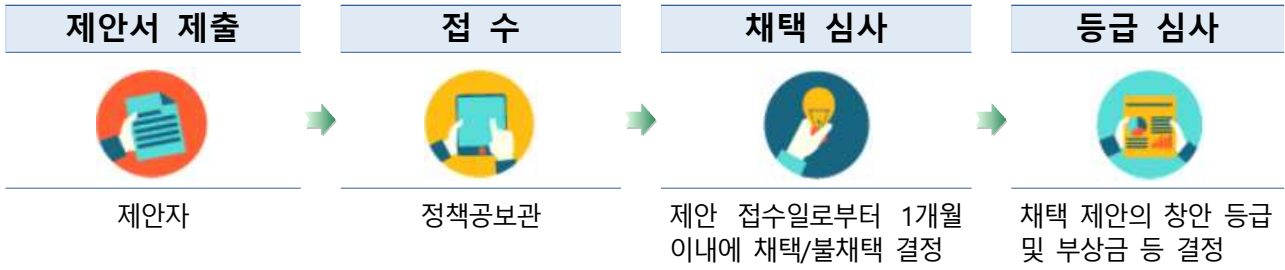 제안서 제출
접 수
채택 심사
등급 심사
제안자
정책공보관
제안 접수일로부터 1개월
이내에 채택/불채택 결정
채택 제안의 창안 등급
및 부상금 등 결정